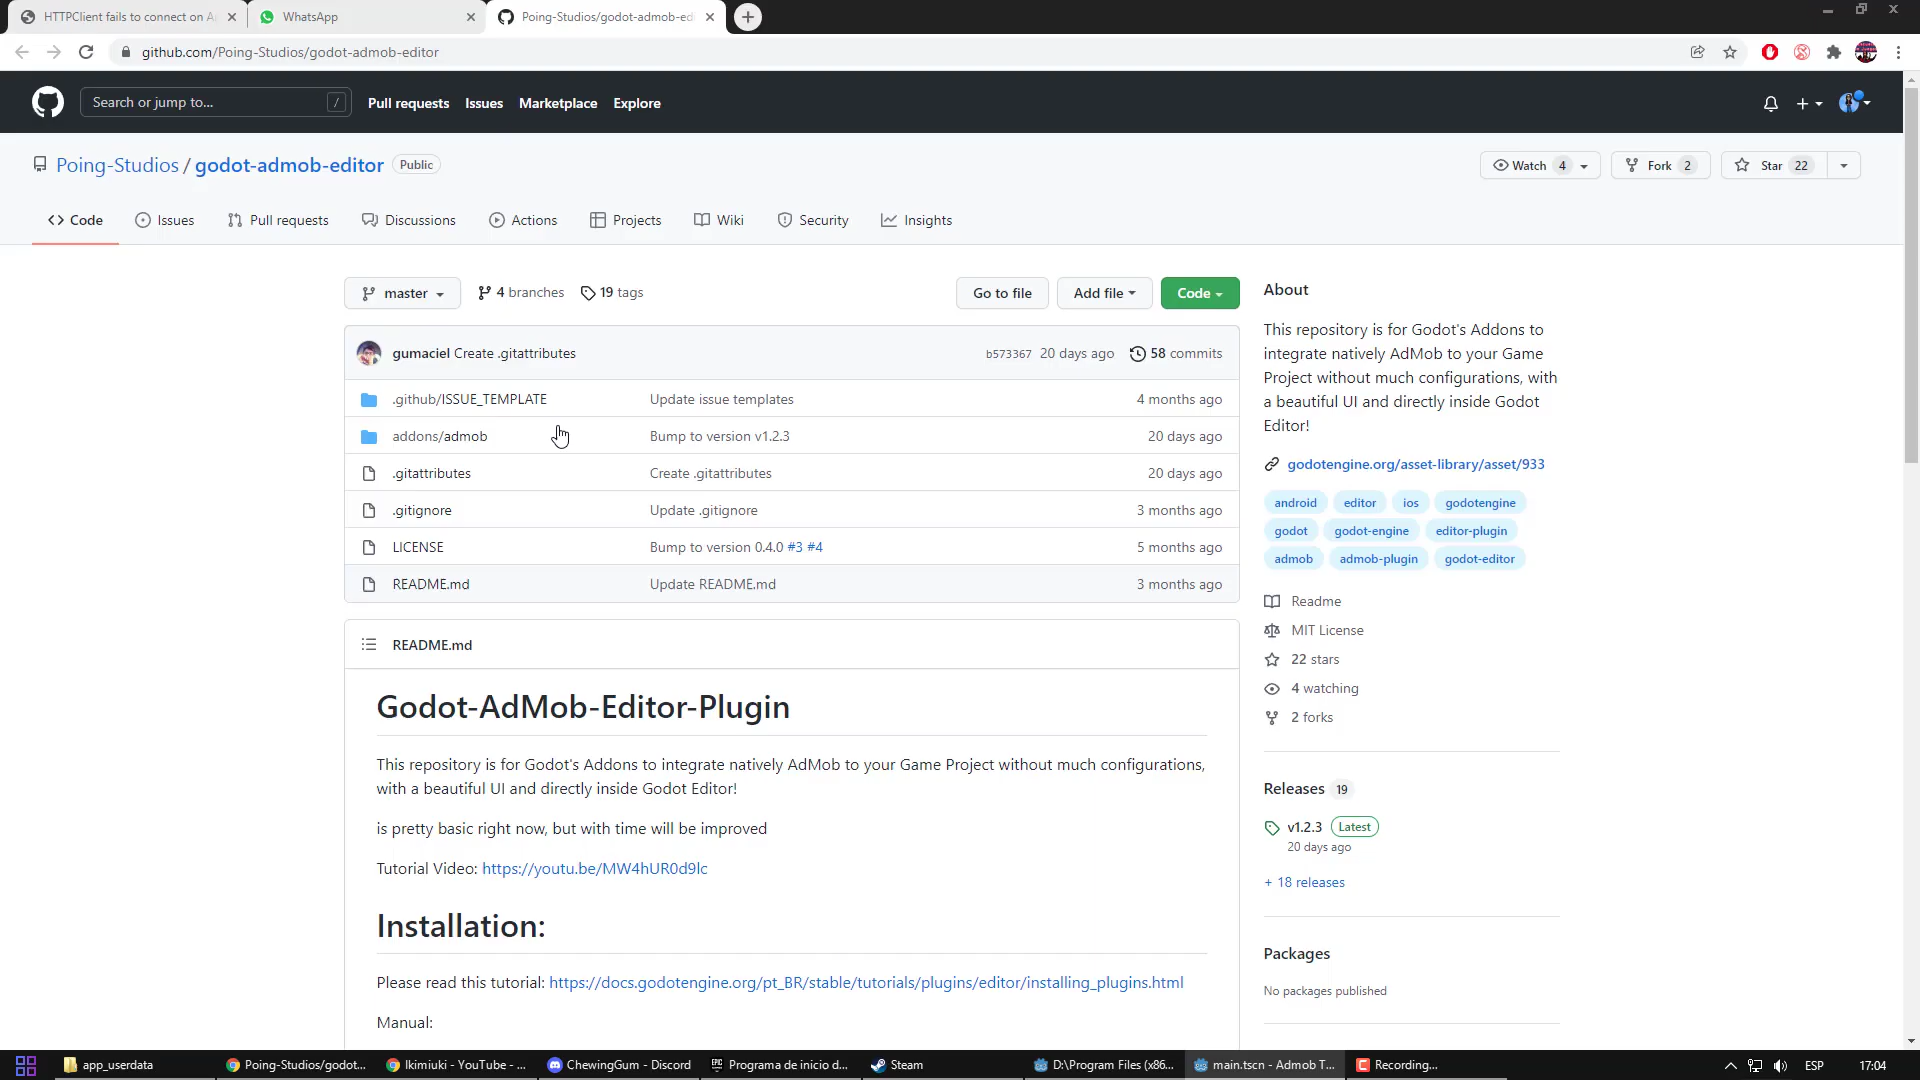 HTTPClient fails to connect on A
WhatsApp
Poing-Studios/godot-admob-edi
github.com/Poing-Studios/godot-admob-editor
Search or jump to...
/
Pull requests
Issues
Marketplace
Explore
Poing-Studios / godot-admob-editor
Public
Watch 4
Fork 2
Star 22
<> Code
Issues
Pull requests
Discussions
Actions
Projects
Wiki
Security
Insights
master
4 branches
19 tags
Go to file
Add file
Code
gumaciel Create .gitattributes
b573367 20 days ago
58 commits
.github/ISSUE_TEMPLATE
Update issue templates
4 months ago
addons/admob
Bump to version v1.2.3
20 days ago
.gitattributes
Create .gitattributes
20 days ago
.gitignore
Update .gitignore
3 months ago
LICENSE
Bump to version 0.4.0 #3 #4
5 months ago
README.md
Update README.md
3 months ago
README.md
Godot-AdMob-Editor-Plugin
This repository is for Godot's Addons to integrate natively AdMob to your Game Project without much configurations,
with a beautiful UI and directly inside Godot Editor!
is pretty basic right now, but with time will be improved
Tutorial Video: https://youtu.be/MW4hUR0d9lc
Installation:
Please read this tutorial: https://docs.godotengine.org/pt_BR/stable/tutorials/plugins/editor/installing_plugins.html
Manual:
About
This repository is for Godot's Addons to
integrate natively AdMob to your Game
Project without much configurations, with
a beautiful UI and directly inside Godot
Editor!
godotengine.org/asset-library/asset/933
android editor ios godotengine
godot godot-engine editor-plugin
admob admob-plugin godot-editor
Readme
MIT License
22 stars
4 watching
2 forks
Releases 19
v1.2.3 Latest
20 days ago
+ 18 releases
Packages
No packages published
app_userdata
Poing-Studios/godot...
Ikimiuki - YouTube - ...
ChewingGum - Discord
EPIC
Programa de inicio d...
Steam
D:\Program Files (x86...
main.tscn - Admob T...
Recording...
ESP
17:04